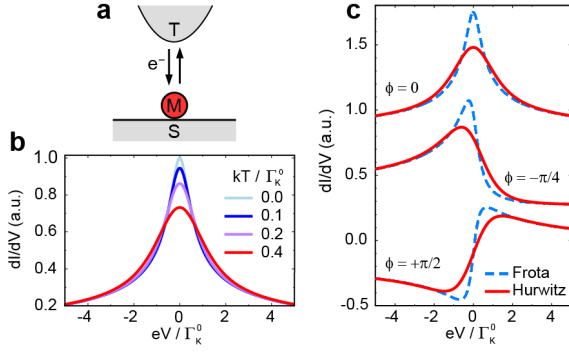 a
T
e⁻
M
S
b
dI/dV (a.u.)
1.0
0.8
0.6
0.4
0.2
kT / Γ_K^0
0.0
0.1
0.2
0.4
-4 -2 0 2 4
eV / Γ_K^0
c
dI/dV (a.u.)
1.5
1.0
0.0
-0.5
ϕ = 0
ϕ = −π/4
ϕ = +π/2
Frota
Hurwitz
-4 -2 0 2 4
eV / Γ_K^0